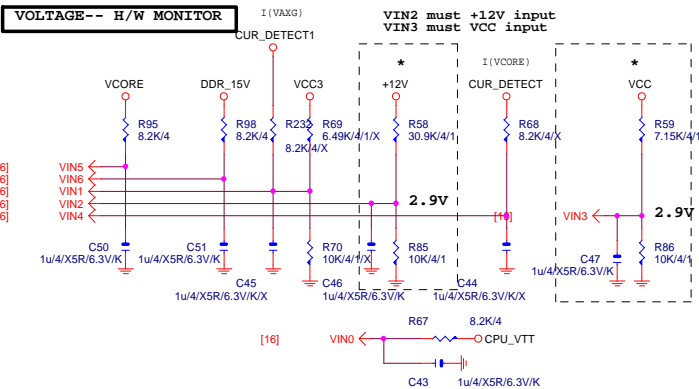 VOLTAGE-- H/W MONITOR
I(VAXG)
CUR_DETECT1
VIN2 must +12V input
VIN3 must VCC input
*
I(VCORE)
*
VCORE
DDR_15V
VCC3
+12V
CUR_DETECT
VCC
R95
8.2K/4
R98
8.2K/4
R232
8.2K/4/X
R69
6.49K/4/1/X
R58
30.9K/4/1
R68
8.2K/4/X
R59
7.15K/4/1
6]
VIN5
6]
VIN6
6]
VIN1
6]
VIN2
6]
VIN4
2.9V
VIN3
2.9V
C50
1u/4/X5R/6.3V/K
C51
1u/4/X5R/6.3V/K
C45
1u/4/X5R/6.3V/K/X
R70
10K/4/1/X
C46
1u/4/X5R/6.3V/K
R85
10K/4/1
C44
1u/4/X5R/6.3V/K/X
C47
1u/4/X5R/6.3V/K
R86
10K/4/1
[16]
VIN0
R67
8.2K/4
CPU_VTT
C43
1u/4/X5R/6.3V/K